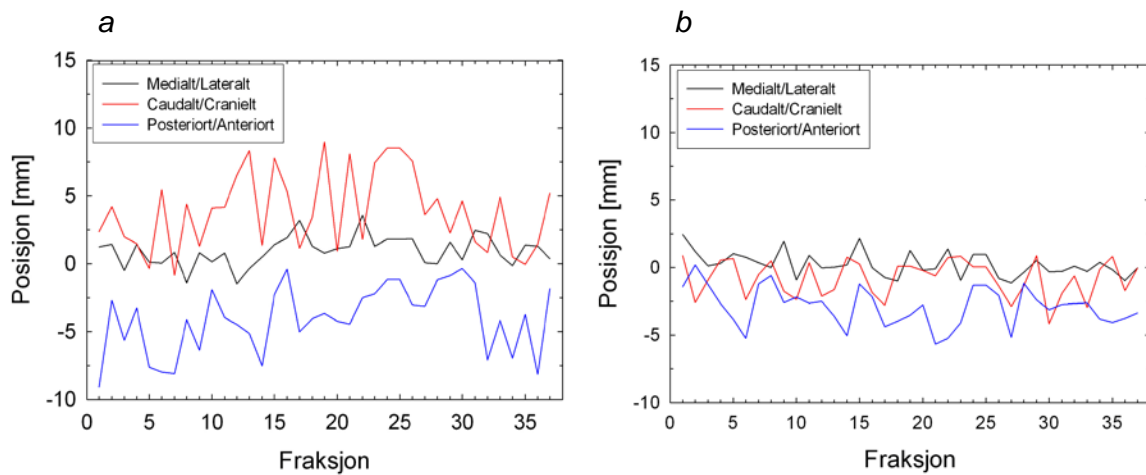 a
15
10
5
0
-5
-10
Posisjon [mm]
Medialt/Lateralt
Caudalt/Cranielt
Posteriort/Anteriort
0 5 10 15 20 25 30 35
Fraksjon
b
15
10
5
0
-5
-10
Posisjon [mm]
Medialt/Lateralt
Caudalt/Cranielt
Posteriort/Anteriort
0 5 10 15 20 25 30 35
Fraksjon